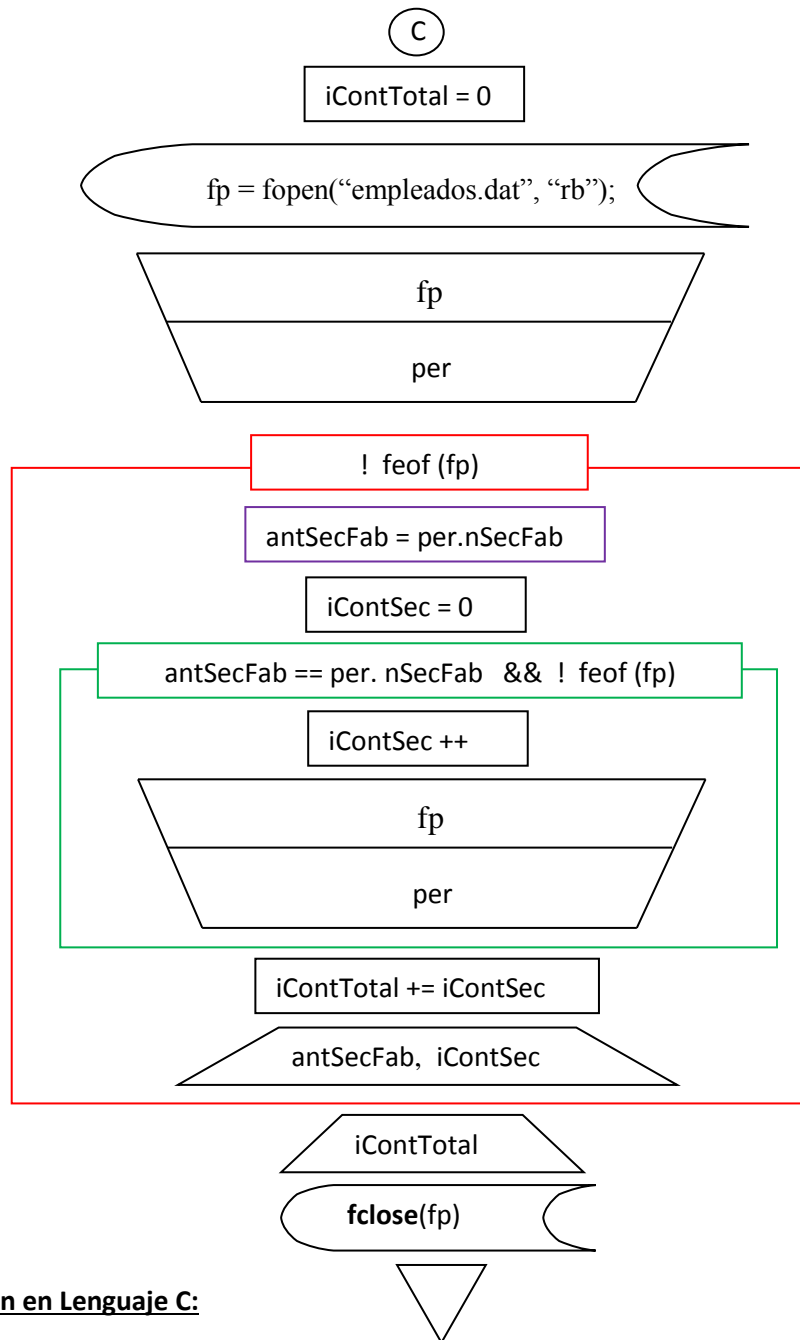 C
iContTotal = 0
fp = fopen(“empleados.dat”, “rb”);
fp
per
! feof (fp)
antSecFab = per.nSecFab
iContSec = 0
antSecFab == per. nSecFab && ! feof (fp)
iContSec ++
fp
per
iContTotal += iContSec
antSecFab, iContSec
iContTotal
fclose(fp)
n en Lenguaje C: